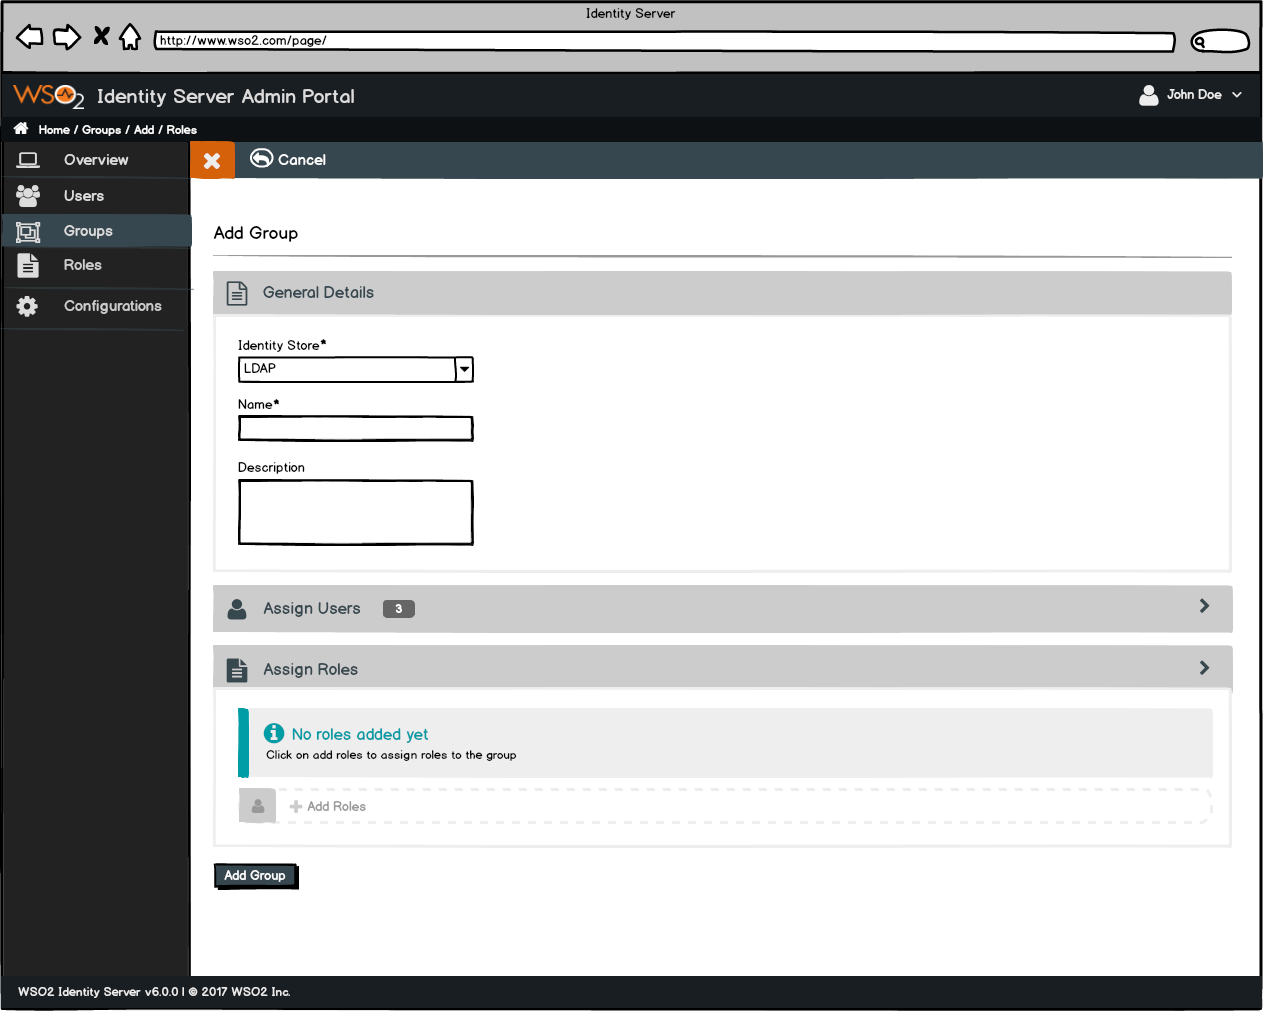 Identity Server
http://www.wso2.com/page/
WSO2 Identity Server Admin Portal
John Doe
Home / Groups / Add / Roles
Overview
Users
Groups
Roles
Configurations
Cancel
Add Group
General Details
Identity Store*
LDAP
Name*
Description
Assign Users 3
Assign Roles
No roles added yet
Click on add roles to assign roles to the group
Add Roles
Add Group
WSO2 Identity Server v6.0.0 | © 2017 WSO2 Inc.